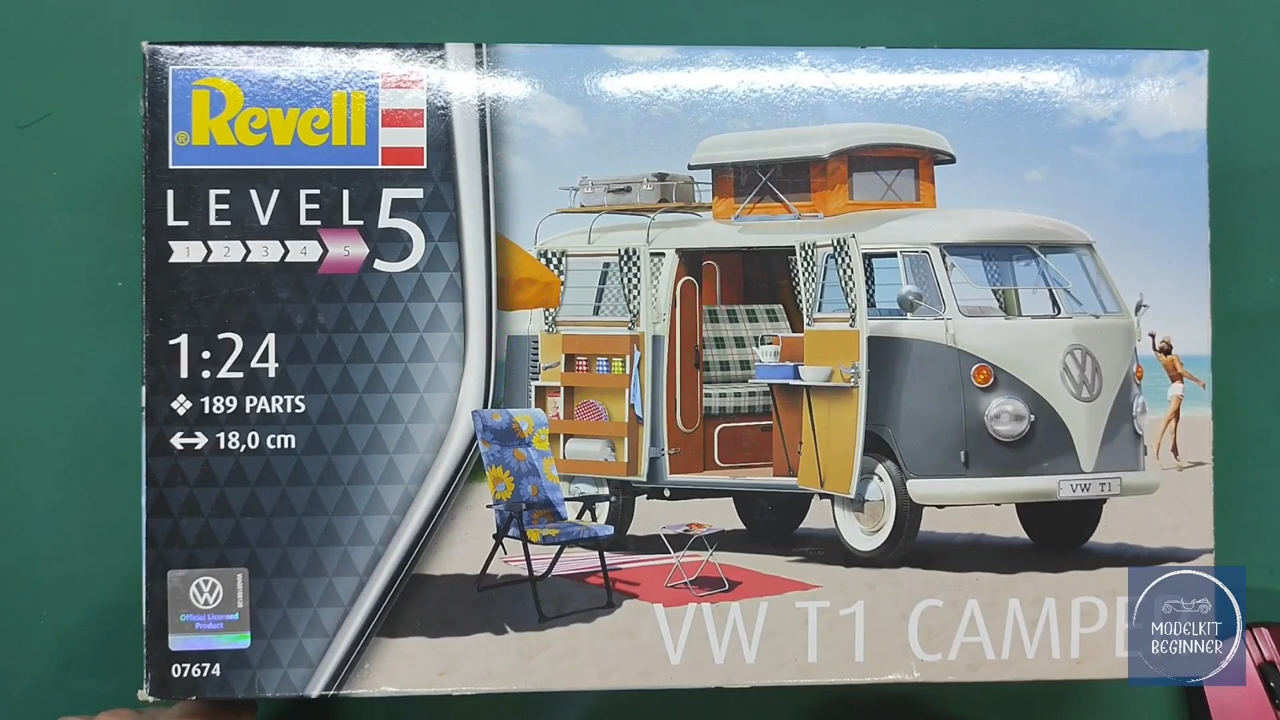 ® Revell
LEVEL 5
1 2 3 4 5
1:24
189 PARTS
18,0 cm
VW T1
Official Licensed
Product
07674
VW T1 CAMPE
MODELKIT
BEGINNER